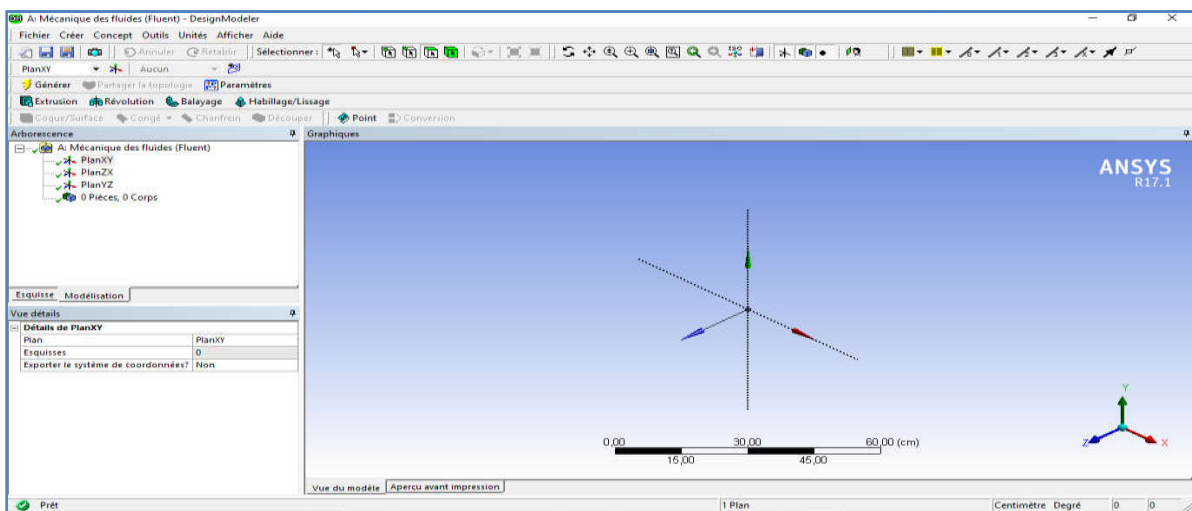 A: Mécanique des fluides (Fluent) - DesignModeler
Fichier Créer Concept Outils Unités Afficher Aide
Annuler Rétablir Sélectionner:
PlanXY Aucun
Générer Partager la topologie Paramètres
Extrusion Révolution Balayage Habillage/Lissage
Coque/Surface Congé Chanfrein Découper Point Conversion
Arborescence
A: Mécanique des fluides (Fluent)
PlanXY
PlanZX
PlanYZ
0 Pièces, 0 Corps
Esquisse Modélisation
Vue détails
Détails de PlanXY
Plan PlanXY
Esquisses 0
Exporter le système de coordonnées? Non
Graphiques
ANSYS
R17.1
0,00 30,00 60,00 (cm)
15,00 45,00
Y
Z X
Vue du modèle Aperçu avant impression
Prêt 1 Plan Centimètre Degré 0 0